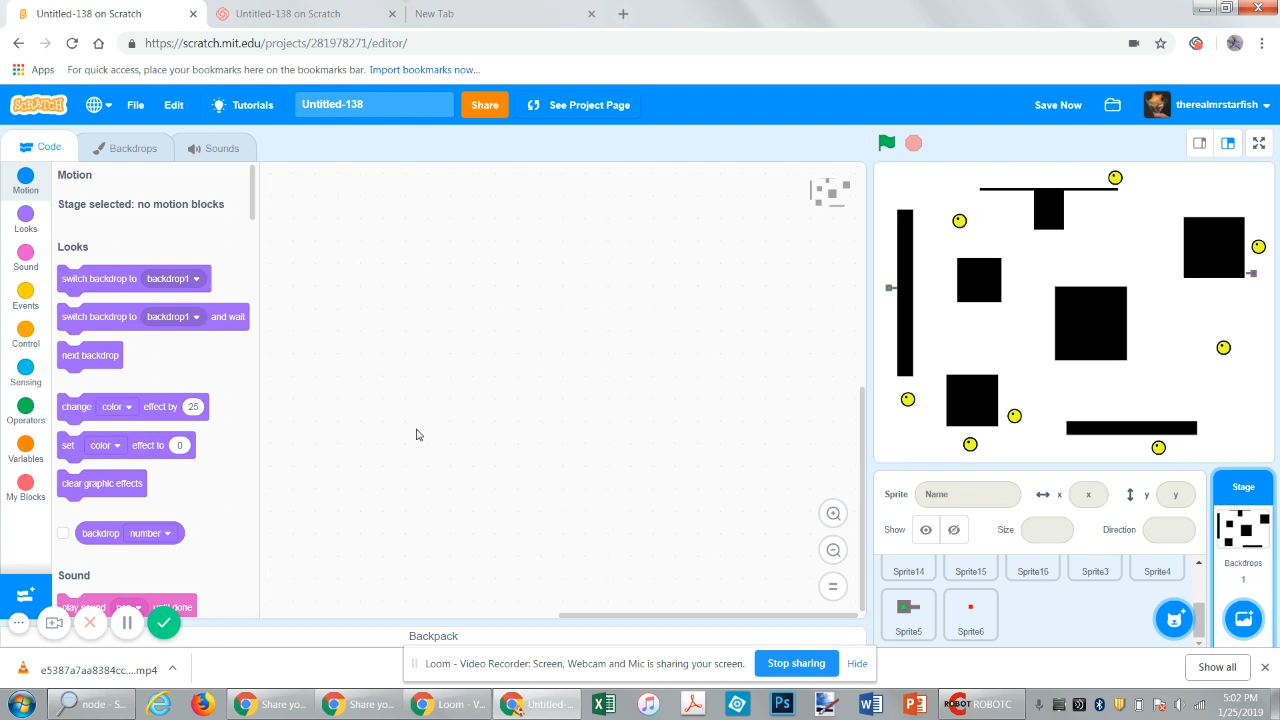 Untitled-138 on Scratch
Untitled-138 on Scratch
New Tab
https://scratch.mit.edu/projects/281978271/editor/
Apps
For quick access, place your bookmarks here on the bookmarks bar. Import bookmarks now...
SCRATCH
File
Edit
Tutorials
Untitled-138
Share
See Project Page
Save Now
therealmrstarfish
Code
Backdrops
Sounds
Motion
Looks
Sound
Events
Control
Sensing
Operators
Variables
My Blocks
Motion
Stage selected: no motion blocks
Looks
switch backdrop to backdrop1
switch backdrop to backdrop1 and wait
next backdrop
change color effect by 25
set color effect to 0
clear graphic effects
backdrop number
Sound
play sound pop until done
Sprite Name x x y y
Show Size Direction
Sprite14 Sprite15 Sprite16 Sprite3 Sprite4
Sprite5 Sprite6
Stage
Backdrops
1
Backpack
Loom - Video Recorder: Screen, Webcam and Mic is sharing your screen. Stop sharing Hide
e5387a7aa8384cc....mp4
Show all
node - S...
Share yo...
Share yo...
Loom - V...
Untitled-...
ROBOTC
5:02 PM
1/25/2019